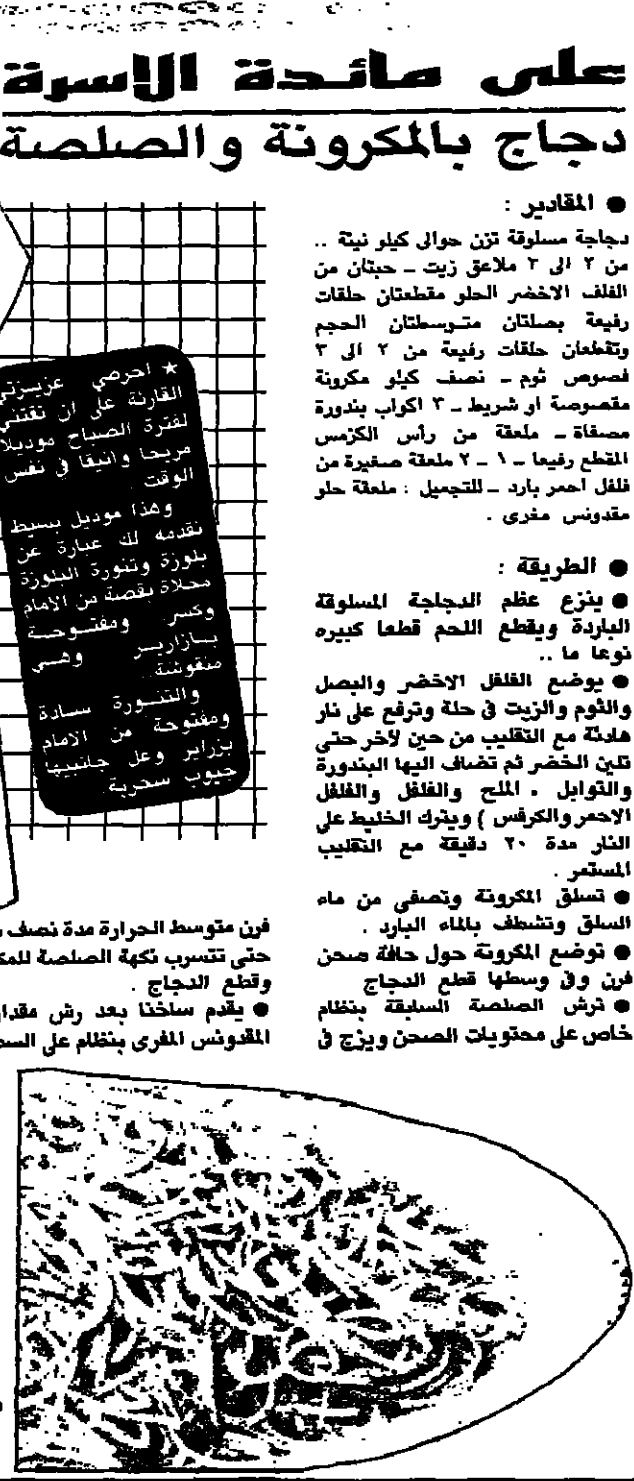 على مائدة الاسرة
دجاج بالمكرونة والصلصة
● المقادير :
دجاجة مسلوقة تزن حوالى كيلو نيئة ..
من ٢ الى ٣ ملاعق زيت ـ حبتان من
الفلف الاخضر الحلو مقطعتان حلقات
رفيعة بصلتان متوسطتان الحجم
وتقطعان حلقات رفيعة من ٢ الى ٣
فصوص ثوم ـ نصف كيلو مكرونة
مقصوصة او شريط ـ ٣ اكواب بندورة
مصفاة ـ ملعقة من رأس الكزمس
المقطع رفيعا ـ ١ ـ ٢ ملعقة صغيرة من
فلفل احمر بارد ـ للتجميل : ملعقة حلو
مقدونس مفرى .
● الطريقة :
● ينزع عظم الدجاجة المسلوقة
الباردة ويقطع اللحم قطعا كبيره
نوعا ما ..
● يوضع الفلفل الاخضر والبصل
والثوم والزيت في حلة وترفع على نار
هادئة مع التقليب من حين لآخر حتى
تلين الخضر ثم تضاف اليها البندورة
والتوابل . الملح والفلفل والفلفل
الاحمر والكرفس ) ويترك الخليط على
النار مدة ٢٠ دقيقة مع التقليب
المستمر .
● تسلق المكرونة وتصفى من ماء
السلق وتشطف بالماء البارد .
● توضع المكرونة حول حافة صحن
فرن وفي وسطها قطع الدجاج
● ترش الصلصة السابقة بنظام
خاص على محتويات الصحن ويزج في
فرن متوسط الحرارة مدة نصف
حتى تتسرب نكهة الصلصة
وقطع الدجاج .
● يقدم ساخنا بعد رش
المقدونس المفرى بنظام على
★ احرصي عزيزتي
القارئة على ان تقتني
لفترة الصباح موديلا
مريحا وانيقا في نفس
الوقت .
وهذا موديل بسيط
نقدمه لك عبارة عن
بلوزة وتنورة البلوزة
محلاة بقصة من الامام
وكسر ومفتوحة
بازارير وهي
منقوشة ..
والتنورة سادة
ومفتوحة من الامام
بزراير وعل جانبيها
جيوب سحرية